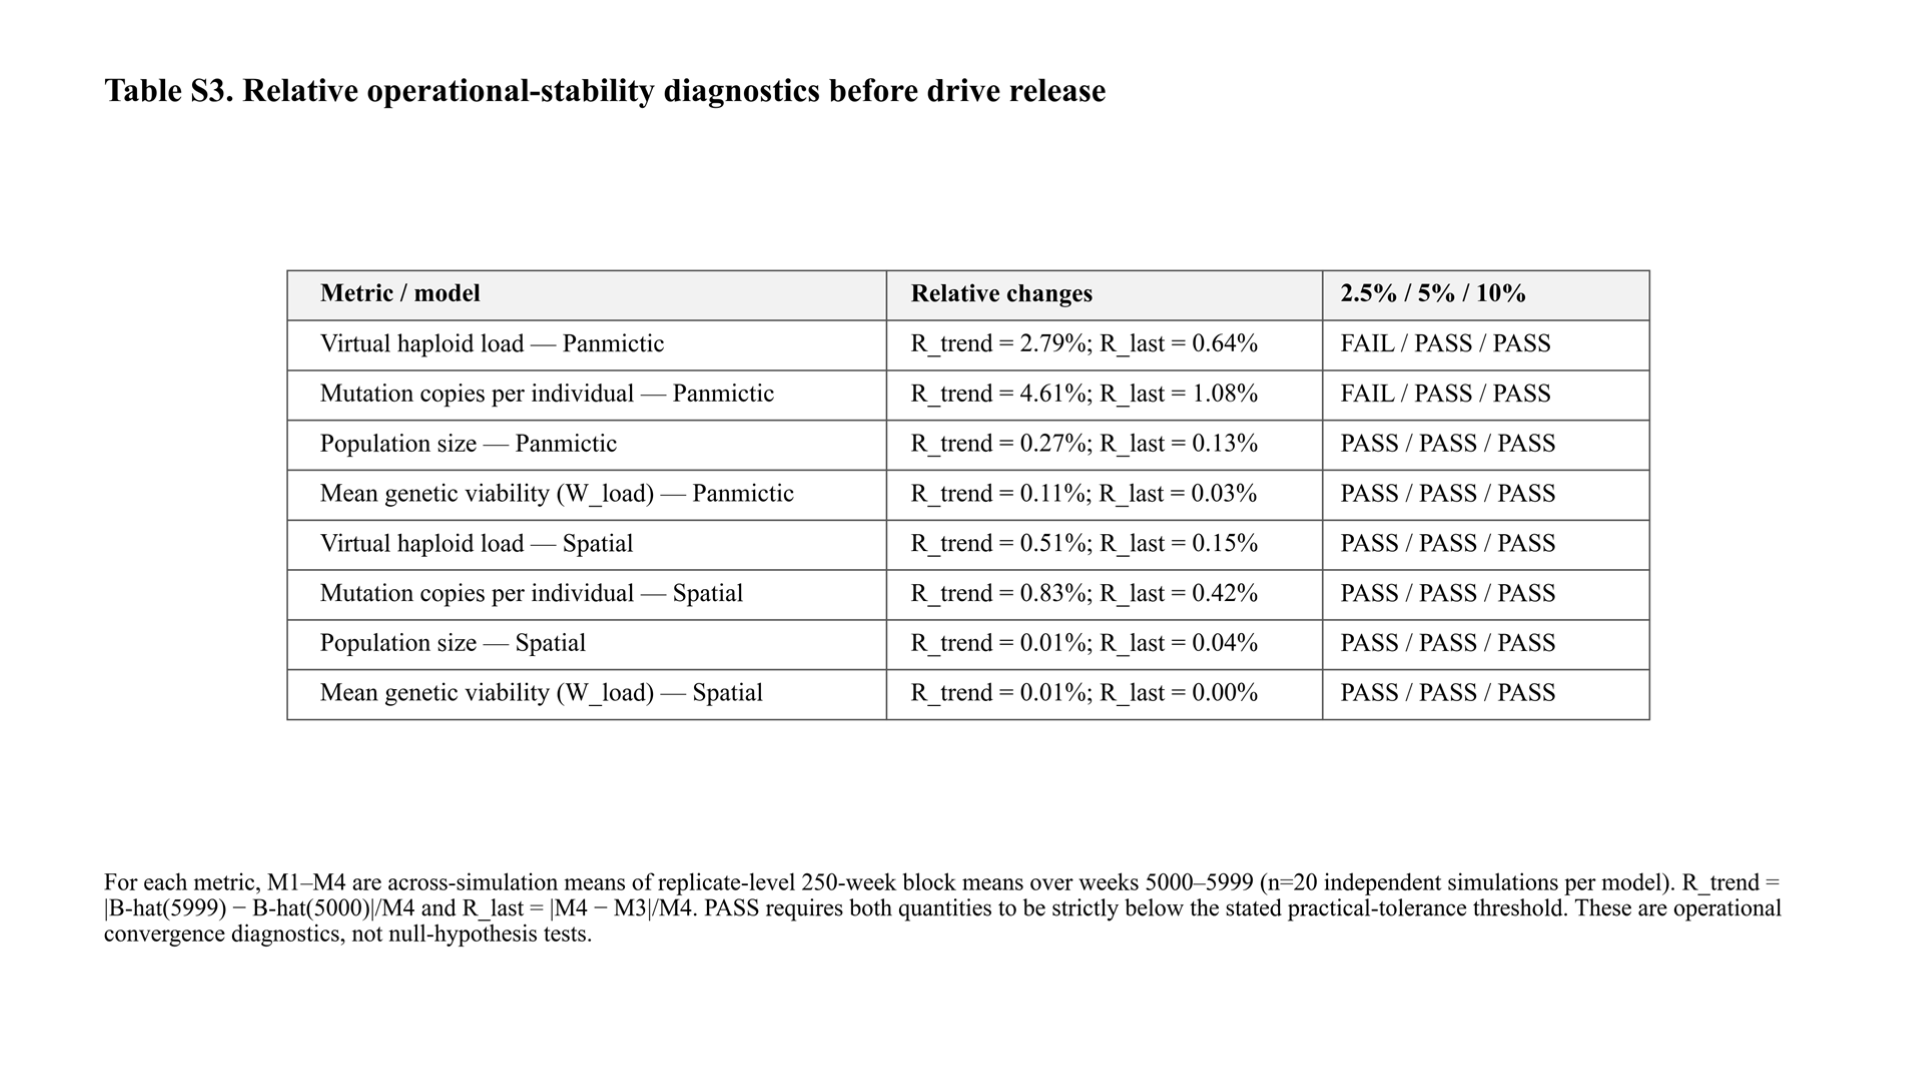 Table S3. Relative operational-stability diagnostics before drive release
Metric / model Relative changes 2.5% / 5% / 10%
Virtual haploid load — Panmictic R_trend = 2.79%; R_last = 0.64% FAIL / PASS / PASS
Mutation copies per individual — Panmictic R_trend = 4.61%; R_last = 1.08% FAIL / PASS / PASS
Population size — Panmictic R_trend = 0.27%; R_last = 0.13% PASS / PASS / PASS
Mean genetic viability (W_load) — Panmictic R_trend = 0.11%; R_last = 0.03% PASS / PASS / PASS
Virtual haploid load — Spatial R_trend = 0.51%; R_last = 0.15% PASS / PASS / PASS
Mutation copies per individual — Spatial R_trend = 0.83%; R_last = 0.42% PASS / PASS / PASS
Population size — Spatial R_trend = 0.01%; R_last = 0.04% PASS / PASS / PASS
Mean genetic viability (W_load) — Spatial R_trend = 0.01%; R_last = 0.00% PASS / PASS / PASS
For each metric, M1–M4 are across-simulation means of replicate-level 250-week block means over weeks 5000–5999 (n=20 independent simulations per model). R_trend =
|B-hat(5999) − B-hat(5000)|/M4 and R_last = |M4 − M3|/M4. PASS requires both quantities to be strictly below the stated practical-tolerance threshold. These are operational
convergence diagnostics, not null-hypothesis tests.